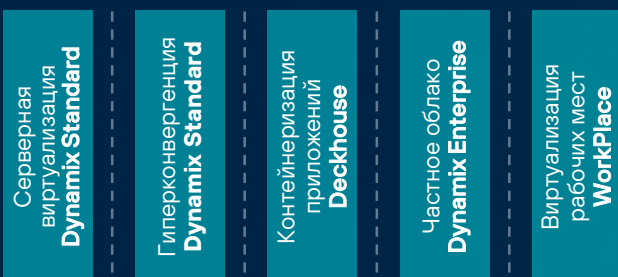 Серверная
виртуализация
Dynamix Standard
Гиперконвергенция
Dynamix Standard
Контейнеризация
приложений
Deckhouse
Частное облако
Dynamix Enterprise
Виртуализация
рабочих мест
WorkPlace